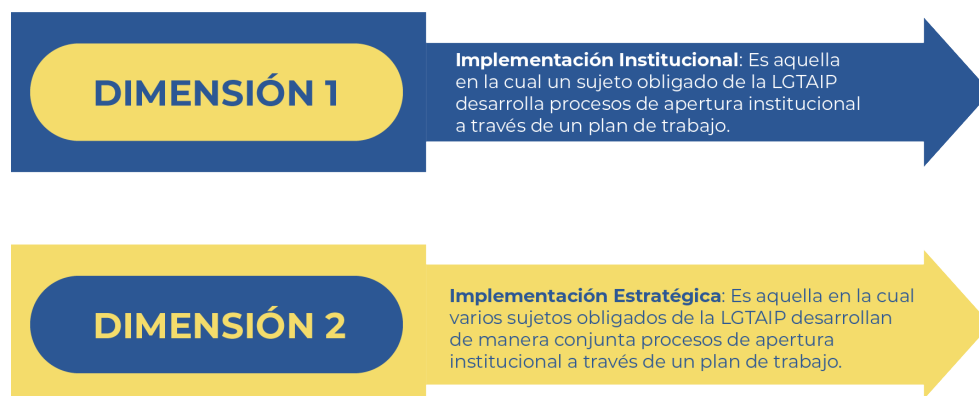 DIMENSIÓN 1
Implementación Institucional: Es aquella
en la cual un sujeto obligado de la LGTAIP
desarrolla procesos de apertura institucional
a través de un plan de trabajo.
DIMENSIÓN 2
Implementación Estratégica: Es aquella en la cual
varios sujetos obligados de la LGTAIP desarrollan
de manera conjunta procesos de apertura
institucional a través de un plan de trabajo.